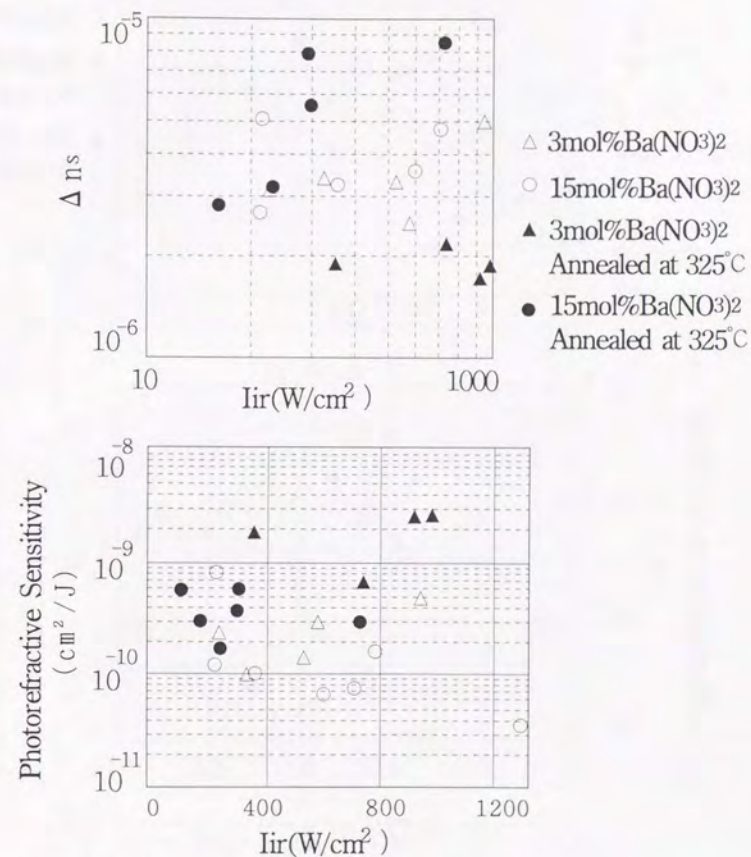 10⁻⁵
Δns
10⁻⁶
10
1000
Iir(W/cm²)
△ 3mol%Ba(NO3)2
○ 15mol%Ba(NO3)2
▲ 3mol%Ba(NO3)2
Annealed at 325℃
● 15mol%Ba(NO3)2
Annealed at 325℃
Photorefractive Sensitivity
(c㎡/J)
10⁻⁸
10⁻⁹
10⁻¹⁰
10⁻¹¹
0 400 800 1200
Iir(W/cm²)